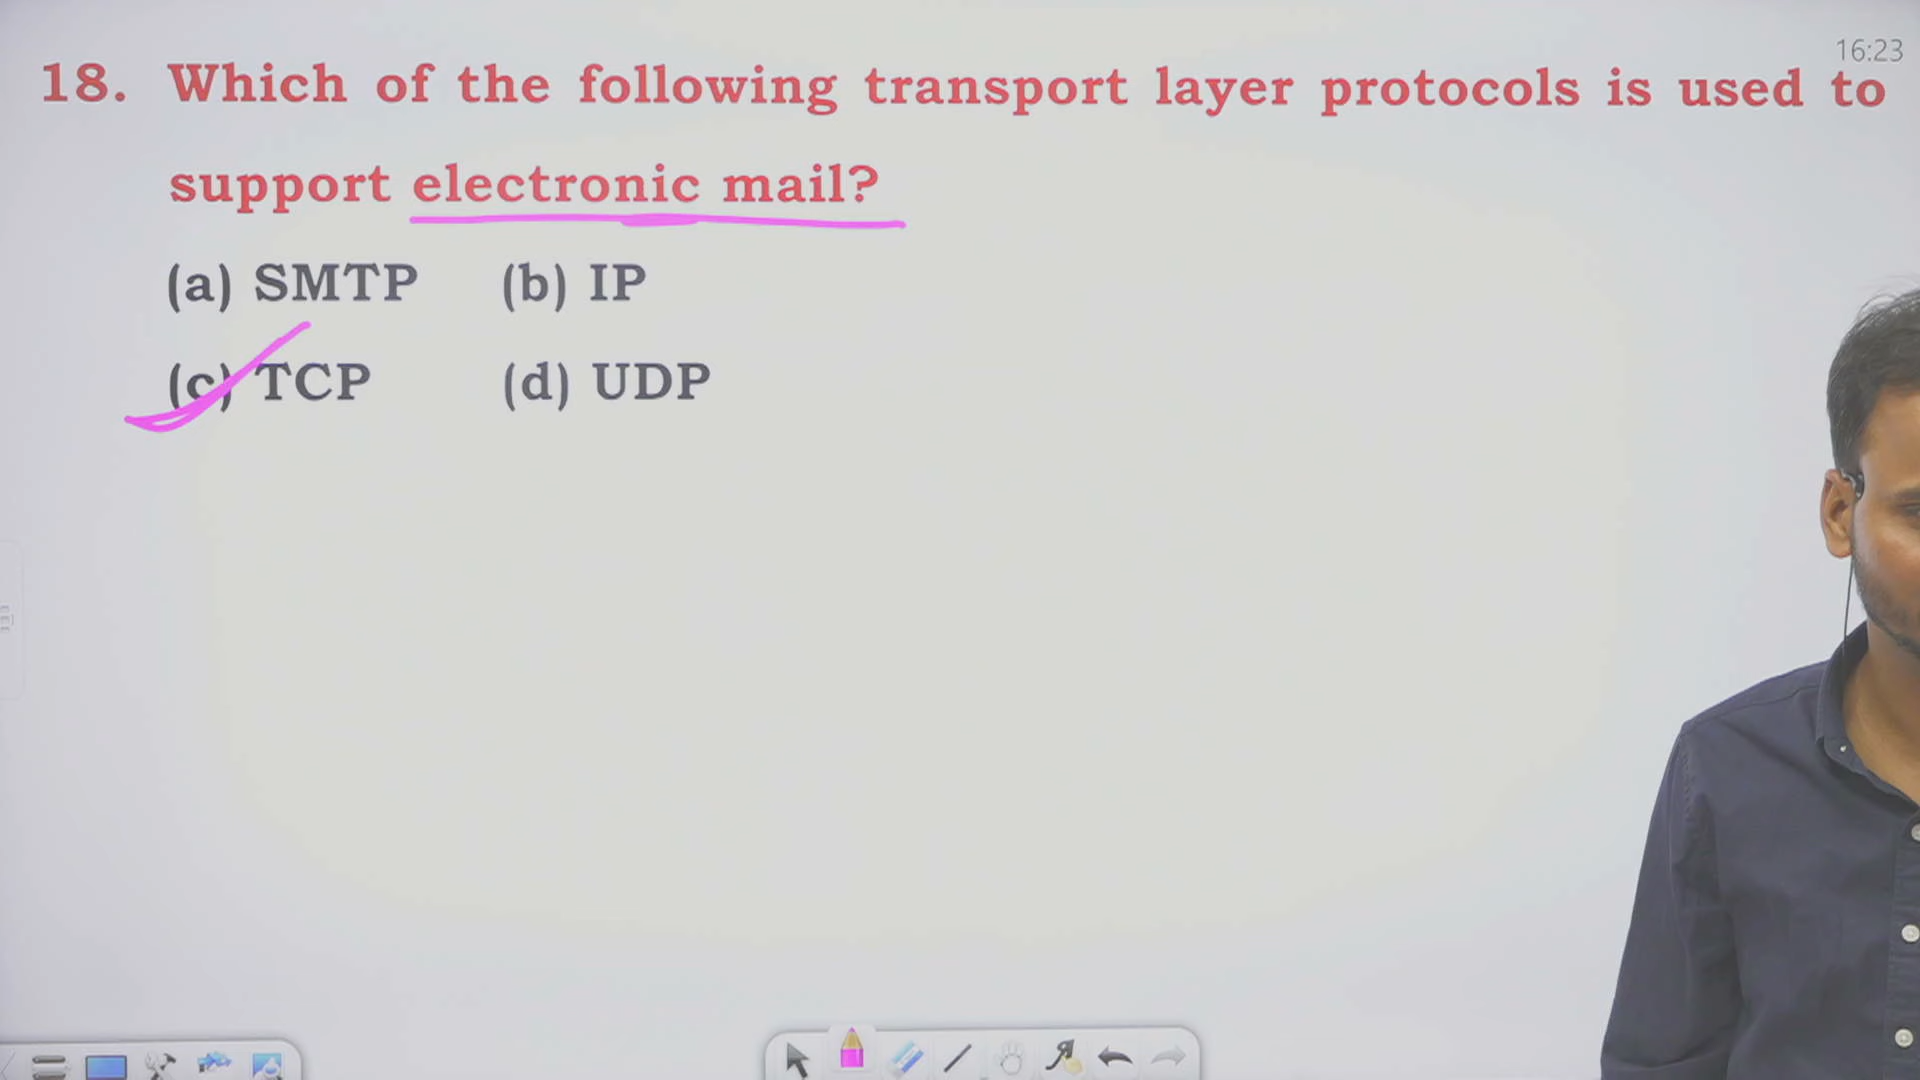 16:23
18. Which of the following transport layer protocols is used to
support electronic mail?
(a) SMTP (b) IP
(c) TCP (d) UDP